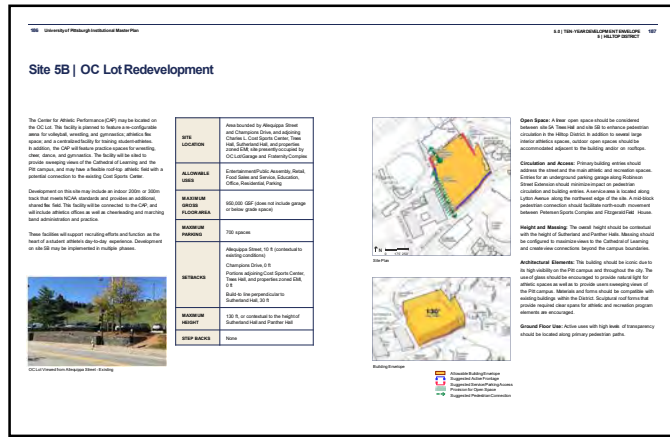 186 University of Pittsburgh Institutional Master Plan
5.0 | TEN-YEAR DEVELOPMENT ENVELOPE 187
5 | HILLTOP DISTRICT
Site 5B | OC Lot Redevelopment
The Center for Athletic Performance (CAP) may be located on
the OC Lot. This facility is planned to feature a re-configurable
arena for volleyball, wrestling, and gymnastics; athletics flex
space; and a centralized facility for training student-athletes.
In addition, the CAP will feature practice spaces for wrestling,
cheer, dance, and gymnastics. The facility will be sited to
provide sweeping views of the Cathedral of Learning and the
Pitt campus, and may have a flexible roof-top athletic field with a
potential connection to the existing Cost Sports Center.
Development on this site may include an indoor 200m or 300m
track that meets NCAA standards and provides an additional,
shared flex field. This facility will be connected to the CAP, and
will include athletics offices as well as cheerleading and marching
band administration and practice.
These facilities will support recruiting efforts and function as the
heart of a student athlete's day-to-day experience. Development
on site 5B may be implemented in multiple phases.
OC Lot Viewed from Allequippa Street - Existing
SITE
LOCATION
Area bounded by Allequippa Street
and Champions Drive, and adjoining
Charles L. Cost Sports Center, Trees
Hall, Sutherland Hall, and properties
zoned EMI; site presently occupied by
OC Lot/Garage and Fraternity Complex
ALLOWABLE
USES
Entertainment/Public Assembly, Retail,
Food Sales and Service, Education,
Office, Residential, Parking
MAXIMUM
GROSS
FLOOR AREA
950,000 GSF (does not include garage
or below grade space)
MAXIMUM
PARKING
700 spaces
SETBACKS
Allequippa Street, 10 ft (contextual to
existing conditions)
Champions Drive, 0 ft
Portions adjoining Cost Sports Center,
Trees Hall, and properties zoned EMI,
0 ft
Build-to line perpendicular to
Sutherland Hall, 30 ft
MAXIMUM
HEIGHT
130 ft, or contextual to the height of
Sutherland Hall and Panther Hall
STEP BACKS
None
N
Site Plan
130'
Building Envelope
Allowable Building Envelope
Suggested Active Frontage
Suggested Service/Parking Access
Provision for Open Space
Suggested Pedestrian Connection
Open Space: A linear open space should be considered
between site 5A Trees Hall and site 5B to enhance pedestrian
circulation in the Hilltop District. In addition to several large
interior athletics spaces, outdoor open spaces should be
accommodated adjacent to the building and/or on rooftops.
Circulation and Access: Primary building entries should
address the street and the main athletic and recreation spaces.
Entries for an underground parking garage along Robinson
Street Extension should minimize impact on pedestrian
circulation and building entries. A service area is located along
Lytton Avenue along the northwest edge of the site. A mid-block
pedestrian connection should facilitate north-south movement
between Peterson Sports Complex and Fitzgerald Field House.
Height and Massing: The overall height should be contextual
with the height of Sutherland and Panther Halls. Massing should
be configured to maximize views to the Cathedral of Learning
and create view connections beyond the campus boundaries.
Architectural Elements: This building should be iconic due to
its high visibility on the Pitt campus and throughout the city. The
use of glass should be encouraged to provide natural light for
athletic spaces as well as to provide users sweeping views of
the Pitt campus. Materials and forms should be compatible with
existing buildings within the District. Sculptural roof forms that
provide required clear spans for athletic and recreation program
elements are encouraged.
Ground Floor Use: Active uses with high levels of transparency
should be located along primary pedestrian paths.